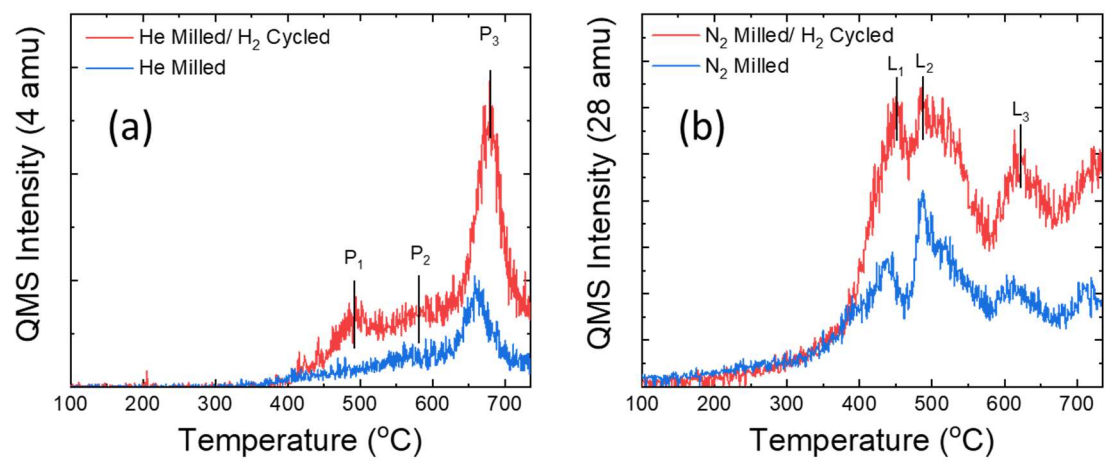 He Milled/ H₂ Cycled
He Milled
(a)
P₁
P₂
P₃
QMS Intensity (4 amu)
100 200 300 400 500 600 700
Temperature (°C)
N₂ Milled/ H₂ Cycled
N₂ Milled
(b)
L₁
L₂
L₃
QMS Intensity (28 amu)
100 200 300 400 500 600 700
Temperature (°C)